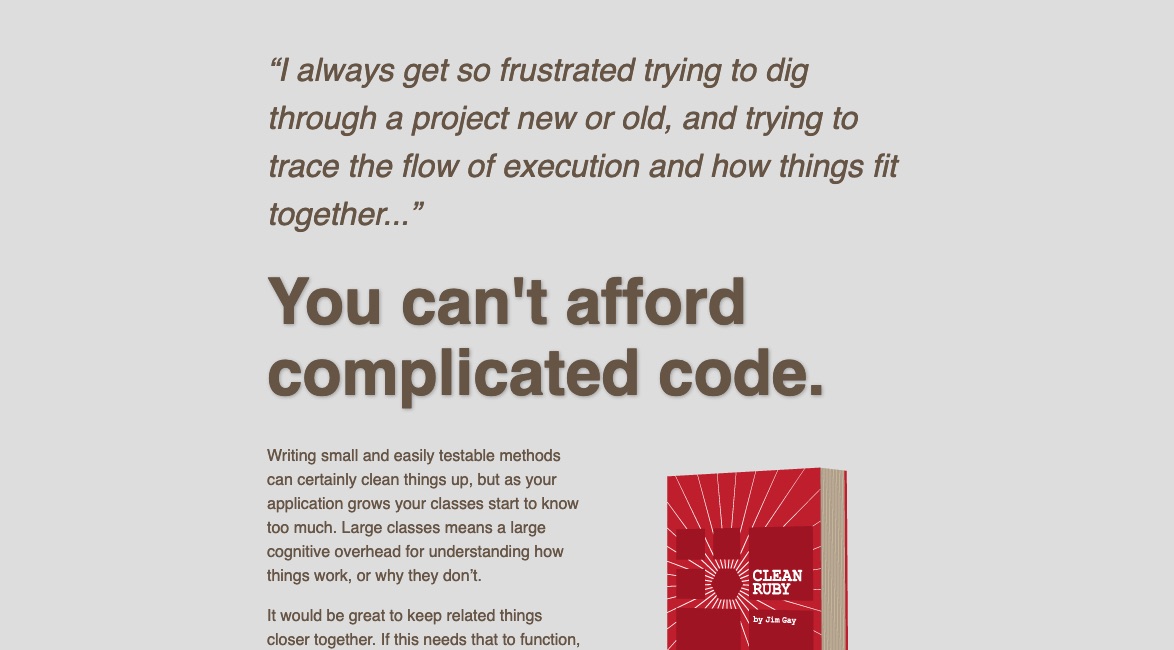 “I always get so frustrated trying to dig
through a project new or old, and trying to
trace the flow of execution and how things fit
together...”
You can't afford
complicated code.
Writing small and easily testable methods
can certainly clean things up, but as your
application grows your classes start to know
too much. Large classes means a large
cognitive overhead for understanding how
things work, or why they don’t.
It would be great to keep related things
closer together. If this needs that to function,
CLEAN
RUBY
by Jim Gay